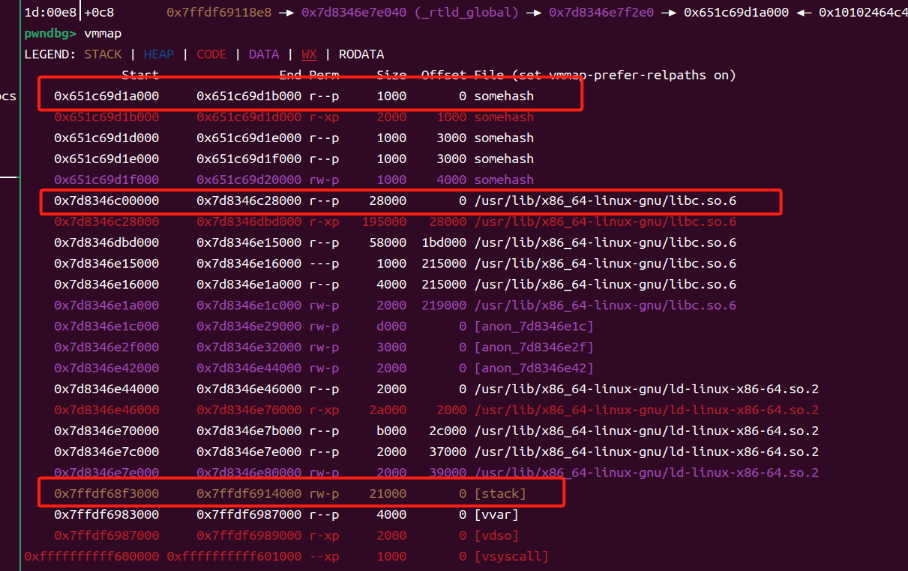 1d:00e8│+0c8 0x7ffdf69118e8 —▸ 0x7d8346e7e040 (_rtld_global) —▸ 0x7d8346e7f2e0 —▸ 0x651c69d1a000 ◂— 0x10102464c4
pwndbg> vmmap
LEGEND: STACK | HEAP | CODE | DATA | WX | RODATA
Start End Perm Size Offset File (set vmmap-prefer-relpaths on)
ocs 0x651c69d1a000 0x651c69d1b000 r--p 1000 0 somehash
0x651c69d1b000 0x651c69d1d000 r-xp 2000 1000 somehash
0x651c69d1d000 0x651c69d1e000 r--p 1000 3000 somehash
0x651c69d1e000 0x651c69d1f000 r--p 1000 3000 somehash
0x651c69d1f000 0x651c69d20000 rw-p 1000 4000 somehash
0x7d8346c00000 0x7d8346c28000 r--p 28000 0 /usr/lib/x86_64-linux-gnu/libc.so.6
0x7d8346c28000 0x7d8346dbd000 r-xp 195000 28000 /usr/lib/x86_64-linux-gnu/libc.so.6
0x7d8346dbd000 0x7d8346e15000 r--p 58000 1bd000 /usr/lib/x86_64-linux-gnu/libc.so.6
0x7d8346e15000 0x7d8346e16000 ---p 1000 215000 /usr/lib/x86_64-linux-gnu/libc.so.6
0x7d8346e16000 0x7d8346e1a000 r--p 4000 215000 /usr/lib/x86_64-linux-gnu/libc.so.6
0x7d8346e1a000 0x7d8346e1c000 rw-p 2000 219000 /usr/lib/x86_64-linux-gnu/libc.so.6
0x7d8346e1c000 0x7d8346e29000 rw-p d000 0 [anon_7d8346e1c]
0x7d8346e2f000 0x7d8346e32000 rw-p 3000 0 [anon_7d8346e2f]
0x7d8346e42000 0x7d8346e44000 rw-p 2000 0 [anon_7d8346e42]
0x7d8346e44000 0x7d8346e46000 r--p 2000 0 /usr/lib/x86_64-linux-gnu/ld-linux-x86-64.so.2
0x7d8346e46000 0x7d8346e70000 r-xp 2a000 2000 /usr/lib/x86_64-linux-gnu/ld-linux-x86-64.so.2
0x7d8346e70000 0x7d8346e7b000 r--p b000 2c000 /usr/lib/x86_64-linux-gnu/ld-linux-x86-64.so.2
0x7d8346e7c000 0x7d8346e7e000 r--p 2000 37000 /usr/lib/x86_64-linux-gnu/ld-linux-x86-64.so.2
0x7d8346e7e000 0x7d8346e80000 rw-p 2000 39000 /usr/lib/x86_64-linux-gnu/ld-linux-x86-64.so.2
0x7ffdf68f3000 0x7ffdf6914000 rw-p 21000 0 [stack]
0x7ffdf6983000 0x7ffdf6987000 r--p 4000 0 [vvar]
0x7ffdf6987000 0x7ffdf6989000 r-xp 2000 0 [vdso]
0xffffffffff600000 0xffffffffff601000 --xp 1000 0 [vsyscall]